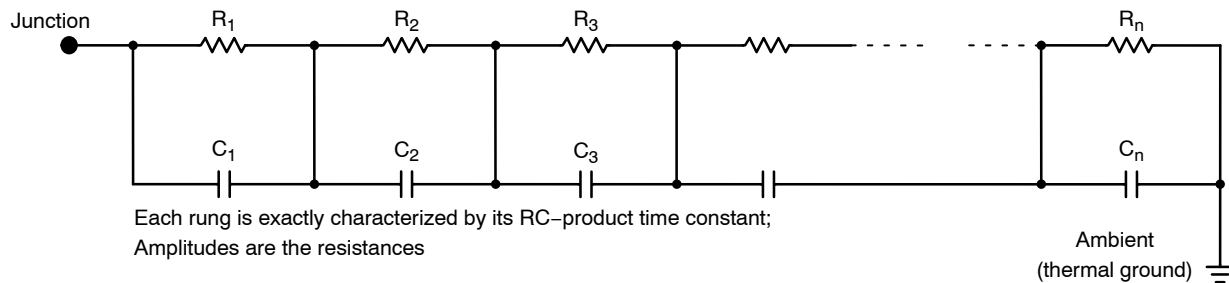 Junction
R1
R2
R3
Rn
C1
C2
C3
Cn
Each rung is exactly characterized by its RC−product time constant;
Amplitudes are the resistances
Ambient
(thermal ground)